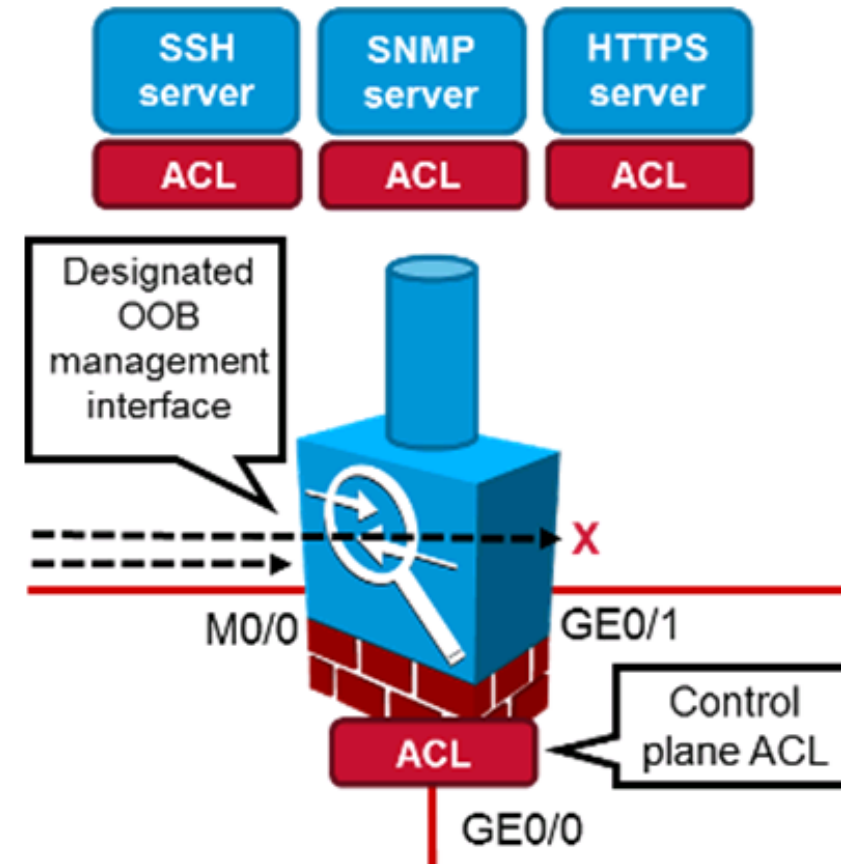 SSH
server
SNMP
server
HTTPS
server
ACL
ACL
ACL
Designated
OOB
management
interface
X
M0/0
GE0/1
Control
plane ACL
ACL
GE0/0